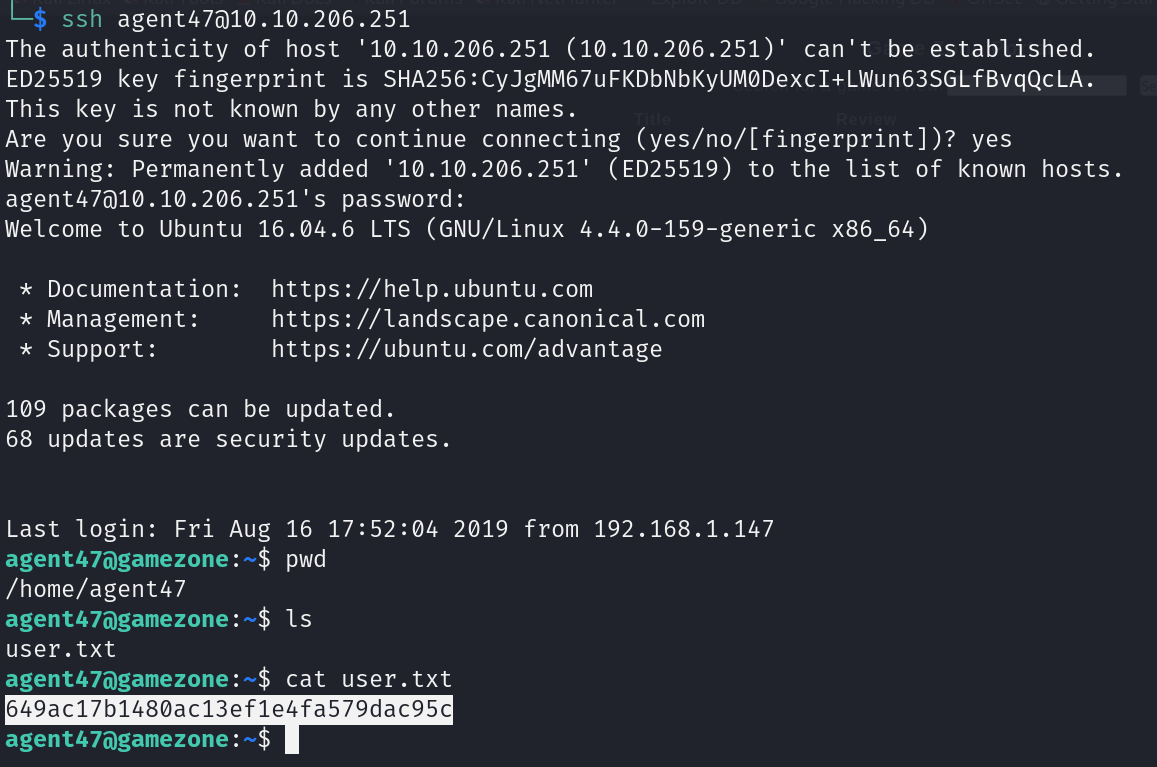 └─$ ssh agent47@10.10.206.251
The authenticity of host '10.10.206.251 (10.10.206.251)' can't be established.
ED25519 key fingerprint is SHA256:CyJgMM67uFKDbNbKyUM0DexcI+LWun63SGLfBvqQcLA.
This key is not known by any other names.
Are you sure you want to continue connecting (yes/no/[fingerprint])? yes
Warning: Permanently added '10.10.206.251' (ED25519) to the list of known hosts.
agent47@10.10.206.251's password:
Welcome to Ubuntu 16.04.6 LTS (GNU/Linux 4.4.0-159-generic x86_64)
* Documentation: https://help.ubuntu.com
* Management: https://landscape.canonical.com
* Support: https://ubuntu.com/advantage
109 packages can be updated.
68 updates are security updates.
Last login: Fri Aug 16 17:52:04 2019 from 192.168.1.147
agent47@gamezone:~$ pwd
/home/agent47
agent47@gamezone:~$ ls
user.txt
agent47@gamezone:~$ cat user.txt
649ac17b1480ac13ef1e4fa579dac95c
agent47@gamezone:~$
Title Review